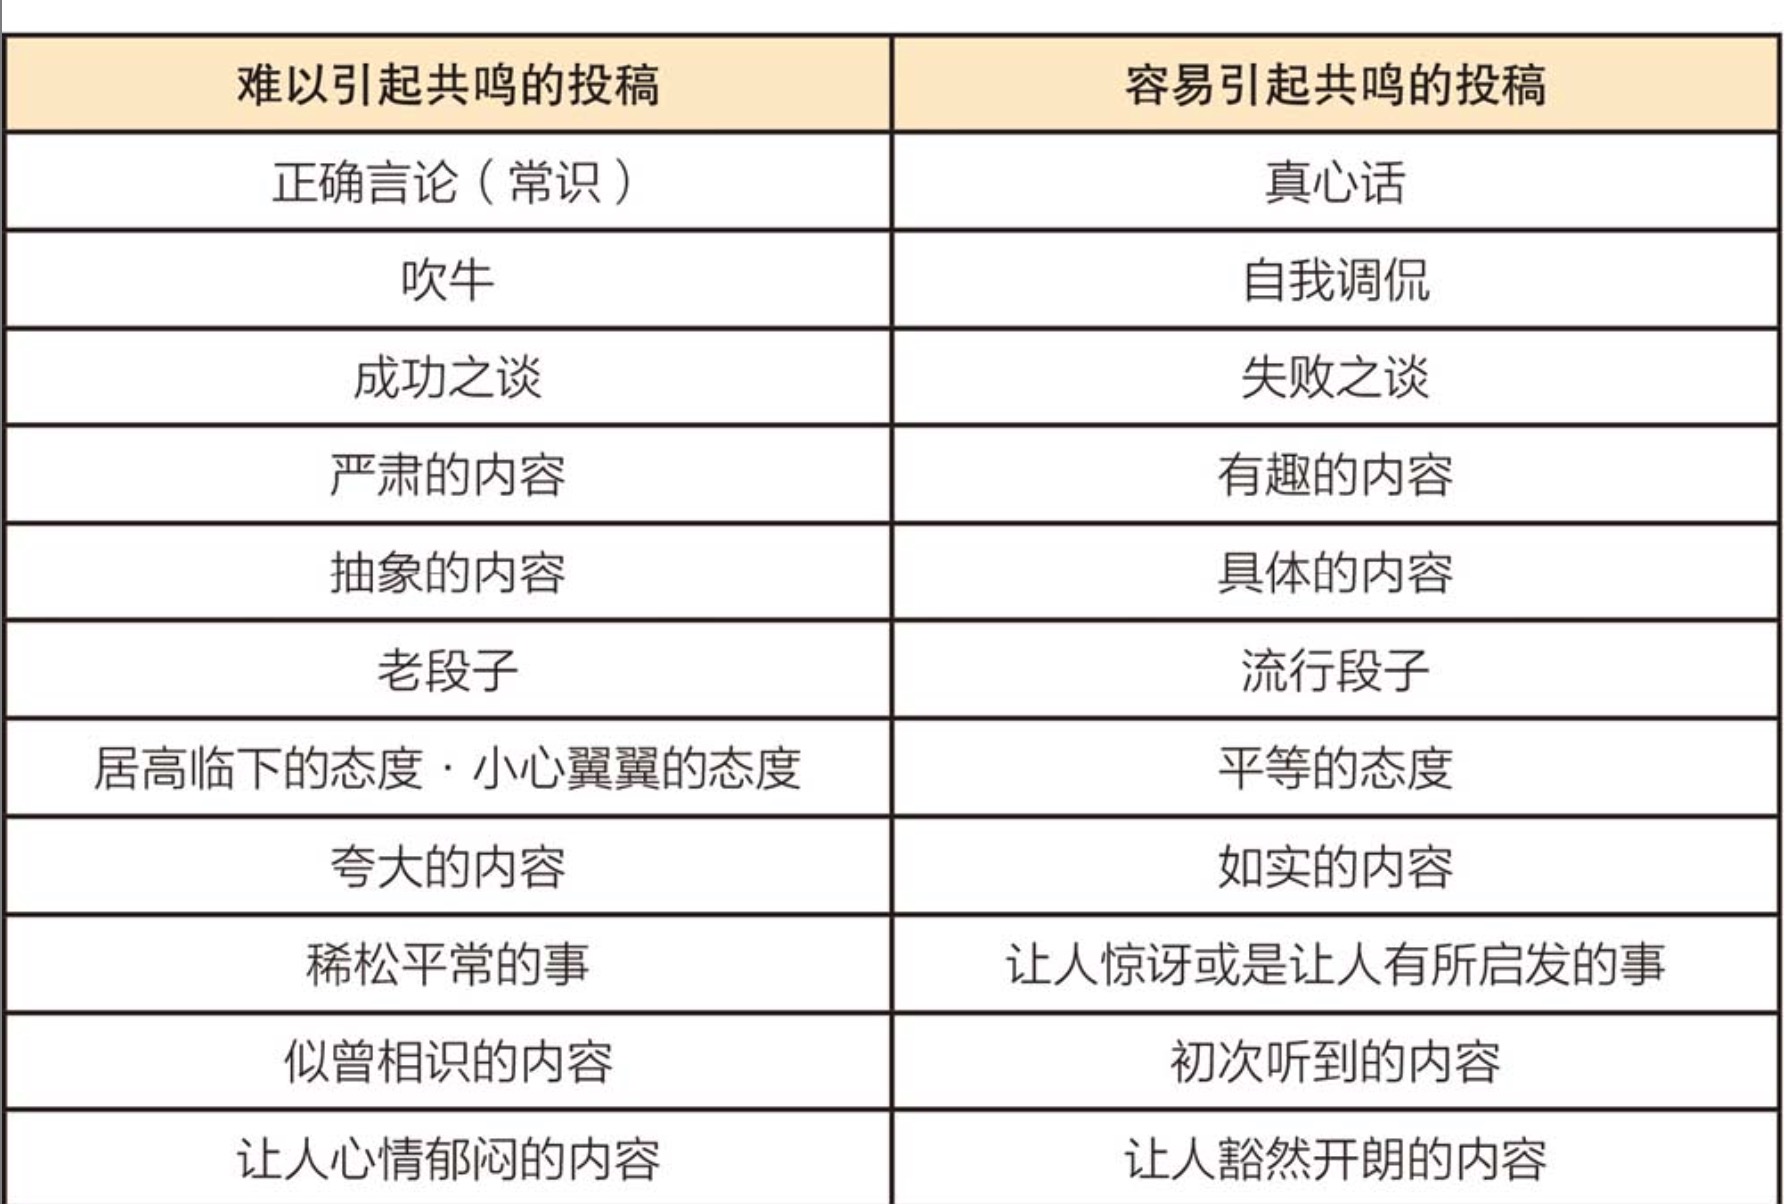 难以引起共鸣的投稿 容易引起共鸣的投稿
正确言论（常识） 真心话
吹牛 自我调侃
成功之谈 失败之谈
严肃的内容 有趣的内容
抽象的内容 具体的内容
老段子 流行段子
居高临下的态度·小心翼翼的态度 平等的态度
夸大的内容 如实的内容
稀松平常的事 让人惊讶或是让人有所启发的事
似曾相识的内容 初次听到的内容
让人心情郁闷的内容 让人豁然开朗的内容